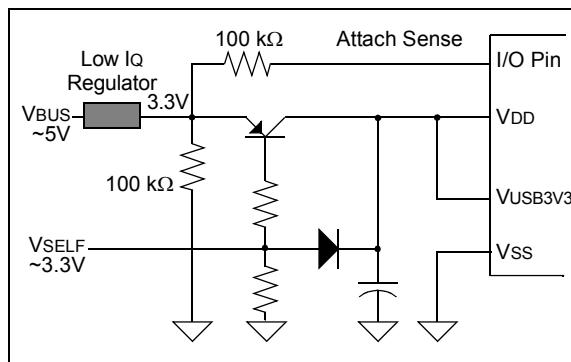 100 kΩ
Attach Sense
Low IQ
Regulator
I/O Pin
3.3V
VBUS
~5V
VDD
100 kΩ
VUSB3V3
VSELF
~3.3V
VSS